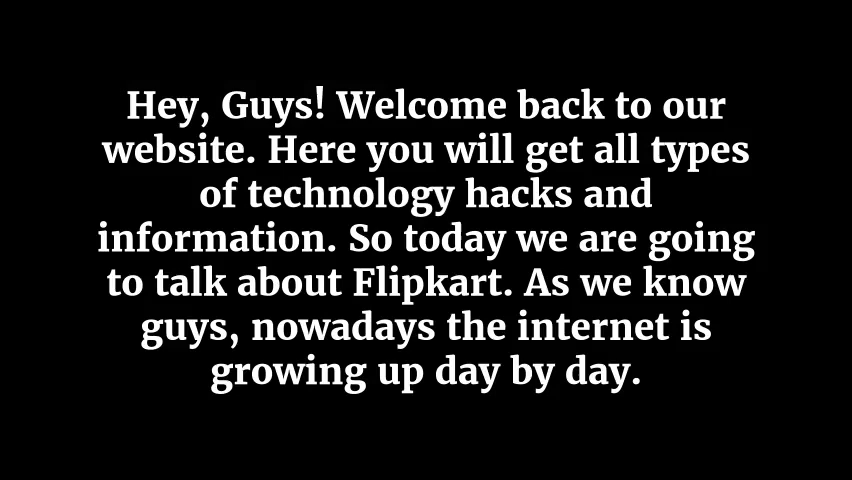 Hey, Guys! Welcome back to our
website. Here you will get all types
of technology hacks and
information. So today we are going
to talk about Flipkart. As we know
guys, nowadays the internet is
growing up day by day.